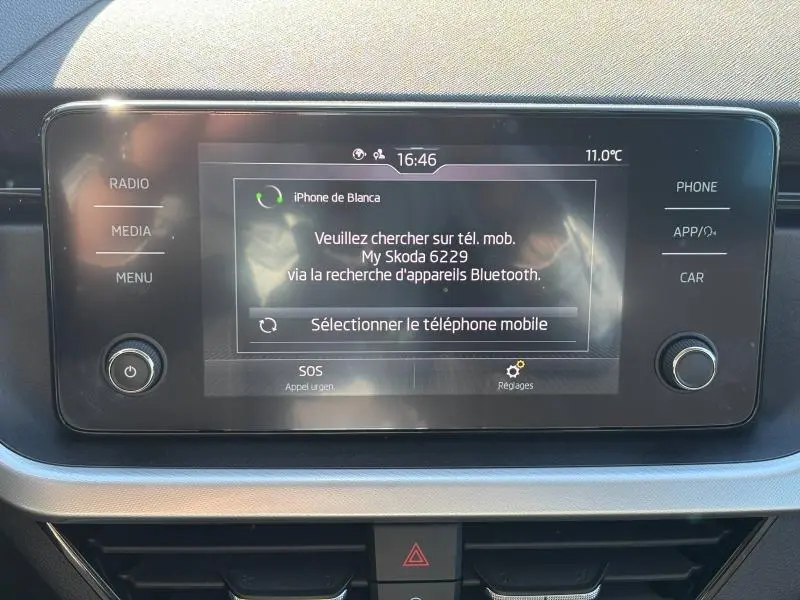 16:46
11.0°C
RADIO
MEDIA
MENU
iPhone de Blanca
Veuillez chercher sur tél. mob.
My Skoda 6229
via la recherche d'appareils Bluetooth.
Sélectionner le téléphone mobile
SOS
Appel urgen.
Réglages
PHONE
APP/
CAR